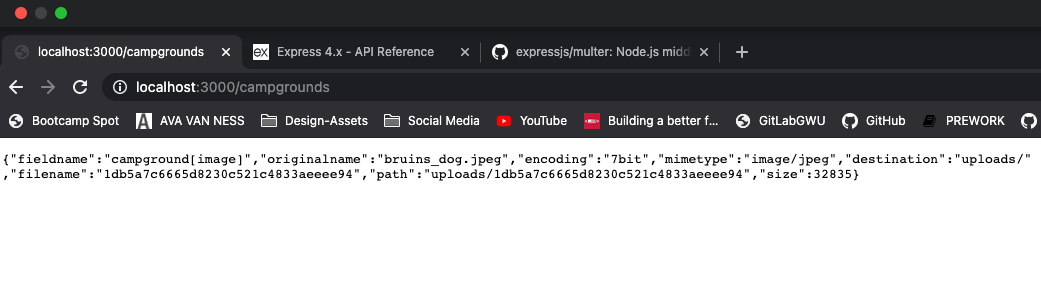 localhost:3000/campgrounds
Express 4.x - API Reference
expressjs/multer: Node.js midd
localhost:3000/campgrounds
Bootcamp Spot
AVA VAN NESS
Design-Assets
Social Media
YouTube
Building a better f...
GitLabGWU
GitHub
PREWORK
{"fieldname":"campground[image]","originalname":"bruins_dog.jpeg","encoding":"7bit","mimetype":"image/jpeg","destination":"uploads/"
,"filename":"1db5a7c6665d8230c521c4833aeeee94","path":"uploads/1db5a7c6665d8230c521c4833aeeee94","size":32835}